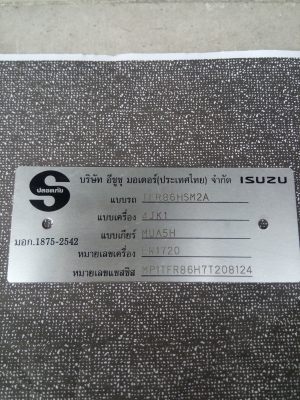 S
ปลอดภัย
มอก.1875-2542
บริษัท อีซูซุ มอเตอร์(ประเทศไทย) จำกัด ISUZU
แบบรถ TFR86HSM2A
แบบเครื่อง 4JK1
แบบเกียร์ MUA5H
หมายเลขเครื่อง EK1720
หมายเลขแชสซีส MP1TFR86H7T208124